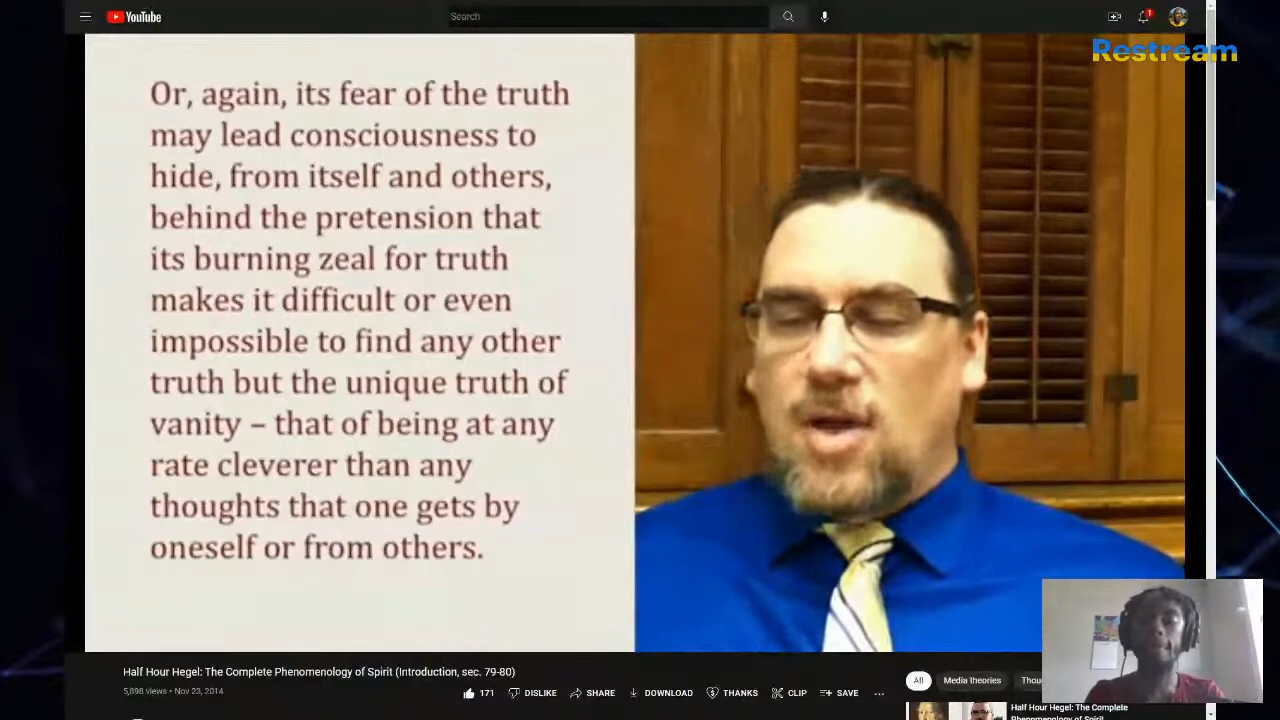 YouTube
Search
1
Restream
Or, again, its fear of the truth
may lead consciousness to
hide, from itself and others,
behind the pretension that
its burning zeal for truth
makes it difficult or even
impossible to find any other
truth but the unique truth of
vanity – that of being at any
rate cleverer than any
thoughts that one gets by
oneself or from others.
Half Hour Hegel: The Complete Phenomenology of Spirit (Introduction, sec. 79-80)
5,898 views • Nov 23, 2014
171 DISLIKE SHARE DOWNLOAD THANKS CLIP SAVE ...
All Media theories Thou
Half Hour Hegel: The Complete
Phenomenology of Spirit